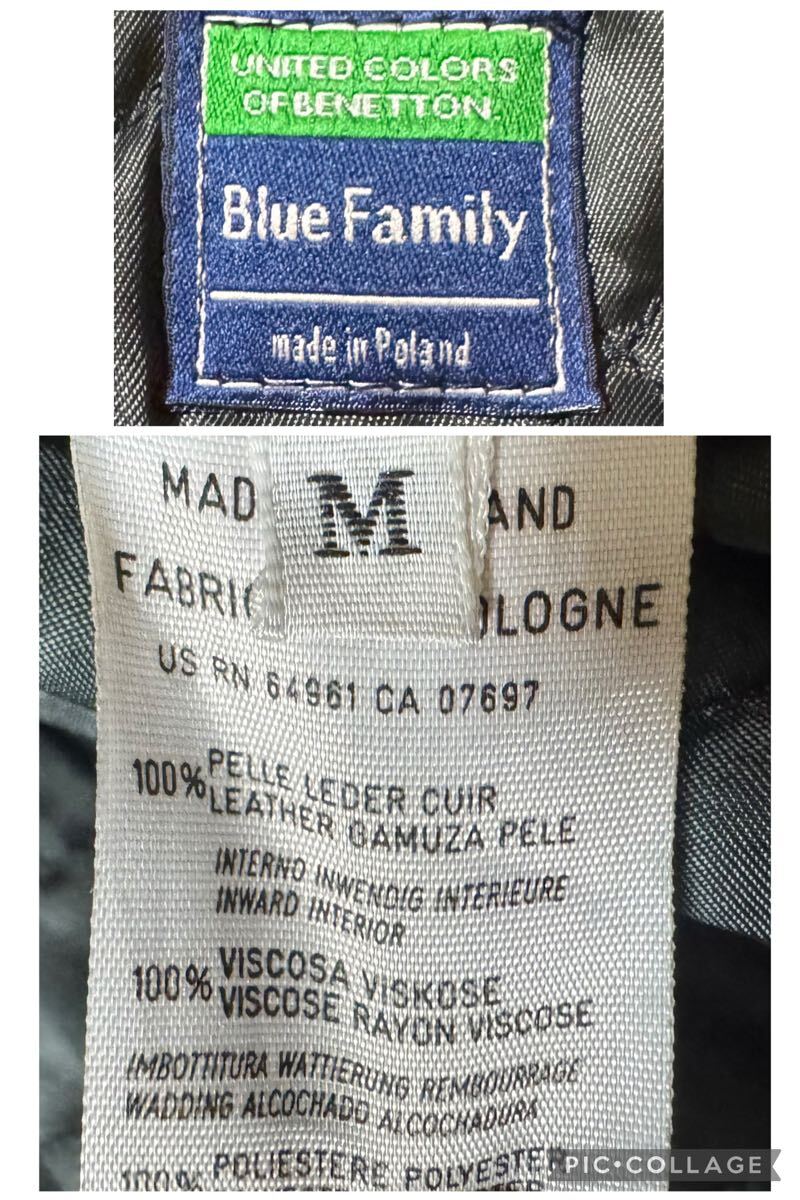 UNITED COLORS
OF BENETTON.
Blue Family
made in Poland
M
MAD AND
FABRI OLOGNE
US RN 64961 CA 07697
100% PELLE LEDER CUIR
LEATHER GAMUZA PELE
INTERNO INWENDIG INTERIEURE
INWARD INTERIOR
100% VISCOSA VISKOSE
VISCOSE RAYON VISCOSE
IMBOTTITURA WATTIERUNG REMBOURRAGE
WADDING ALCOCHADO ALCOCHADURA
100% POLIESTERE POLYESTER
PIC•COLLAGE